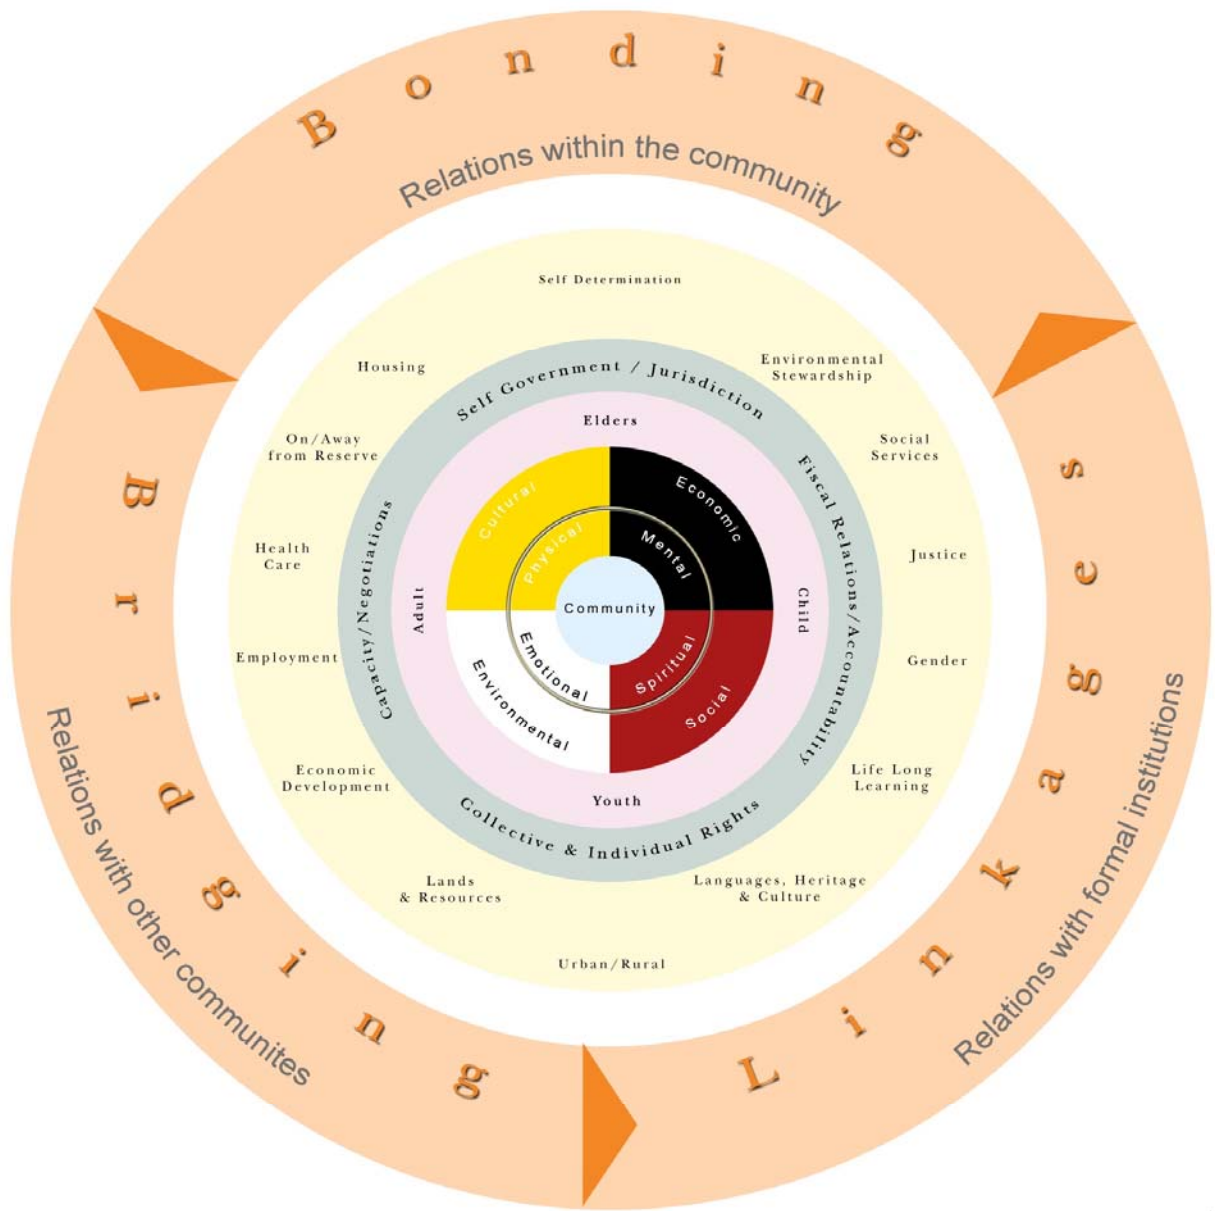 Bonding
Relations within the community
Bridging
Relations with other communites
Linkages
Relations with formal institutions
Self Determination
Environmental
Stewardship
Social
Services
Justice
Gender
Life Long
Learning
Languages, Heritage
& Culture
Urban/Rural
Lands
& Resources
Economic
Development
Employment
Health
Care
On/Away
from Reserve
Housing
Self Government / Jurisdiction
Fiscal Relations/Accountability
Collective & Individual Rights
Capacity/Negotiations
Elders
Child
Youth
Adult
Cultural
Economic
Social
Environmental
Physical
Mental
Spiritual
Emotional
Community